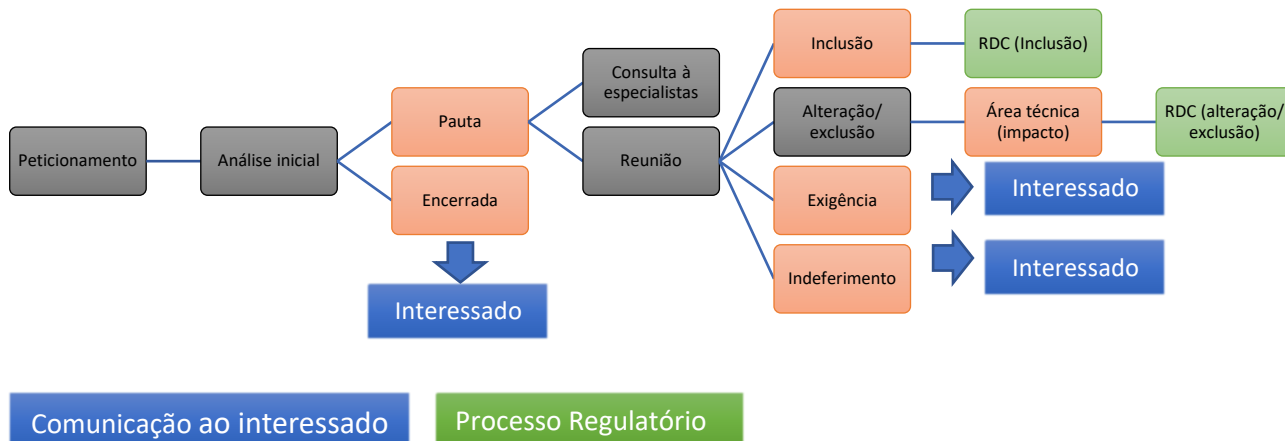 Peticionamento
Análise inicial
Pauta
Encerrada
Interessado
Consulta à
especialistas
Reunião
Inclusão
RDC (Inclusão)
Alteração/
exclusão
Área técnica
(impacto)
RDC (alteração/
exclusão)
Exigência
Interessado
Indeferimento
Interessado
Comunicação ao interessado
Processo Regulatório